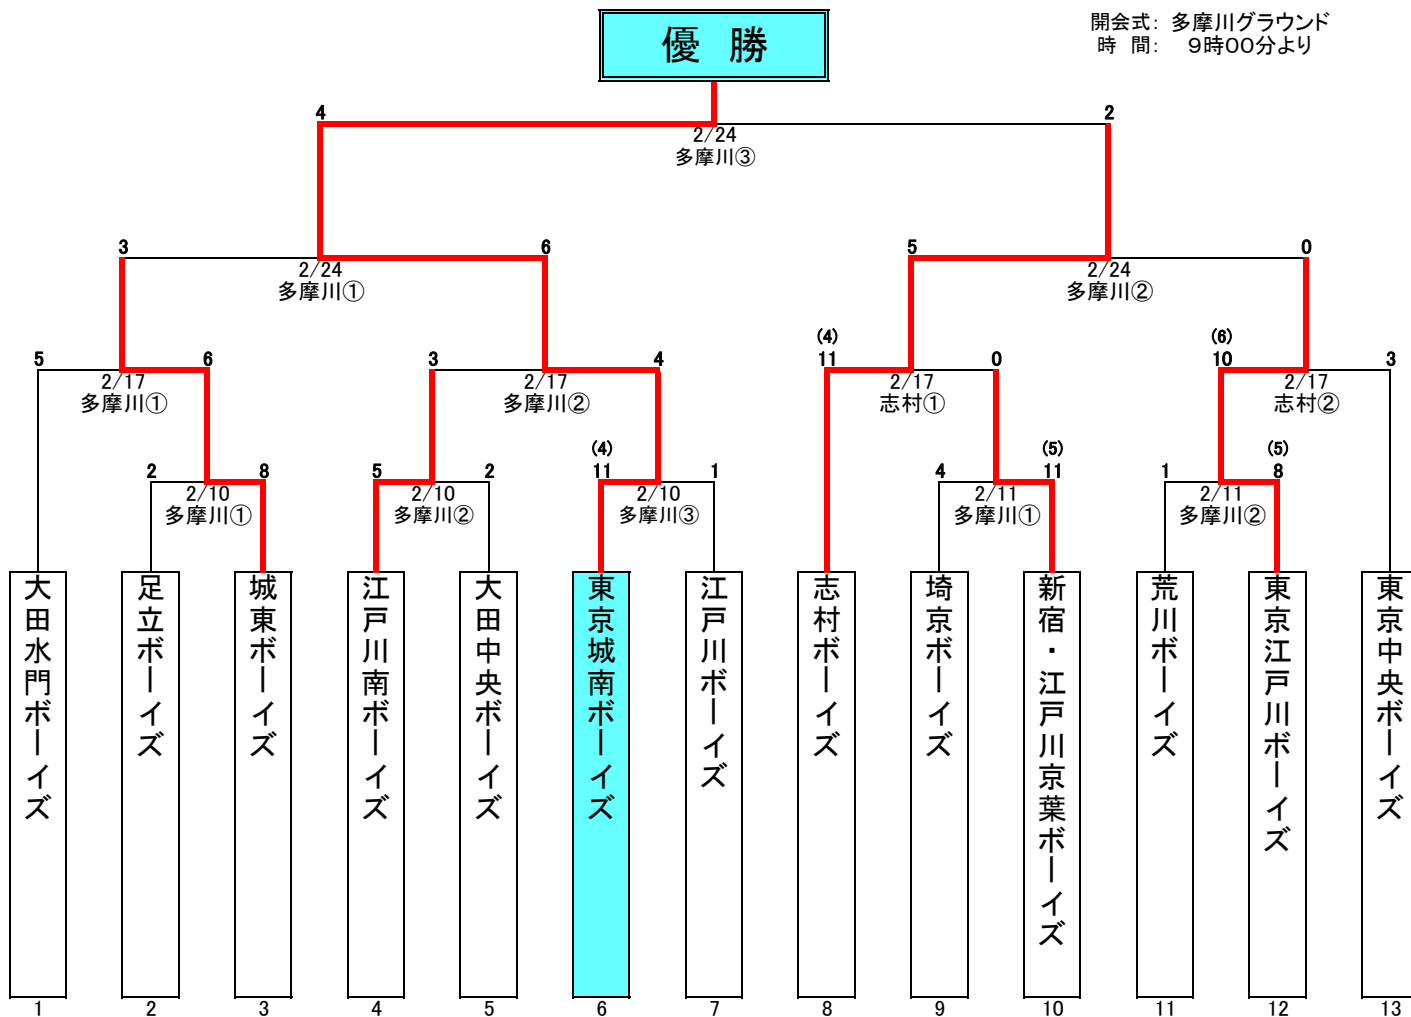 優 勝
開会式: 多摩川グラウンド
時 間: 9時00分より
4
2
2/24
多摩川③
3
6
5
0
2/24
多摩川①
2/24
多摩川②
(4)
(6)
5
6
3
4
11
0
10
3
2/17
多摩川①
2/17
多摩川②
2/17
志村①
2/17
志村②
(4)
(5)
(5)
2
8
5
2
11
1
4
11
1
8
2/10
多摩川①
2/10
多摩川②
2/10
多摩川③
2/11
多摩川①
2/11
多摩川②
大田水門ボーイズ
足立ボーイズ
城東ボーイズ
江戸川南ボーイズ
大田中央ボーイズ
東京城南ボーイズ
江戸川ボーイズ
志村ボーイズ
埼京ボーイズ
新宿・江戸川京葉ボーイズ
荒川ボーイズ
東京江戸川ボーイズ
東京中央ボーイズ
1
2
3
4
5
6
7
8
9
10
11
12
13